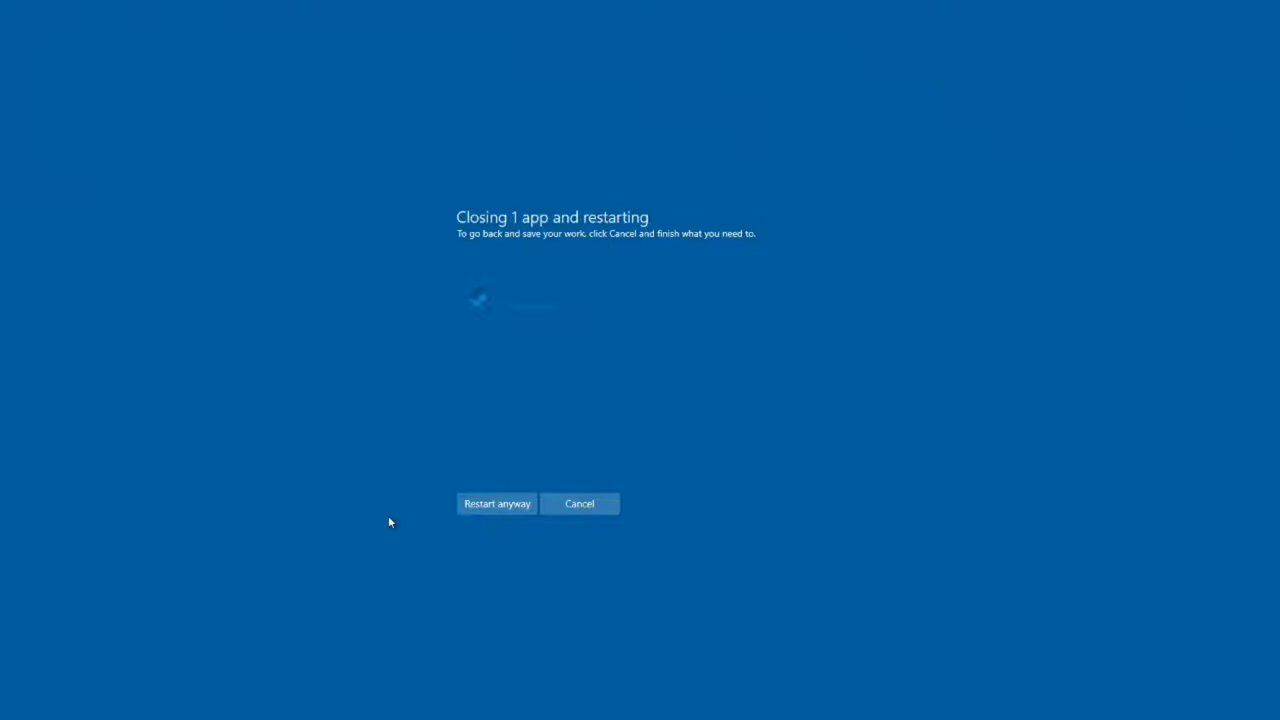 Closing 1 app and restarting
To go back and save your work, click Cancel and finish what you need to.
Restart anyway
Cancel